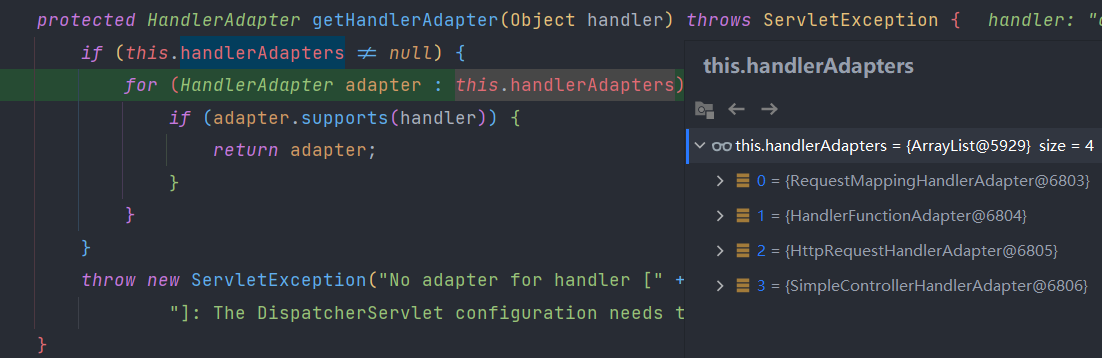 protected HandlerAdapter getHandlerAdapter(Object handler) throws ServletException { handler: "
if (this.handlerAdapters ≠ null) {
for (HandlerAdapter adapter : this.handlerAdapters)
if (adapter.supports(handler)) {
return adapter;
}
}
}
throw new ServletException("No adapter for handler [" +
"]: The DispatcherServlet configuration needs t
}
this.handlerAdapters
this.handlerAdapters = {ArrayList@5929} size = 4
0 = {RequestMappingHandlerAdapter@6803}
1 = {HandlerFunctionAdapter@6804}
2 = {HttpRequestHandlerAdapter@6805}
3 = {SimpleControllerHandlerAdapter@6806}